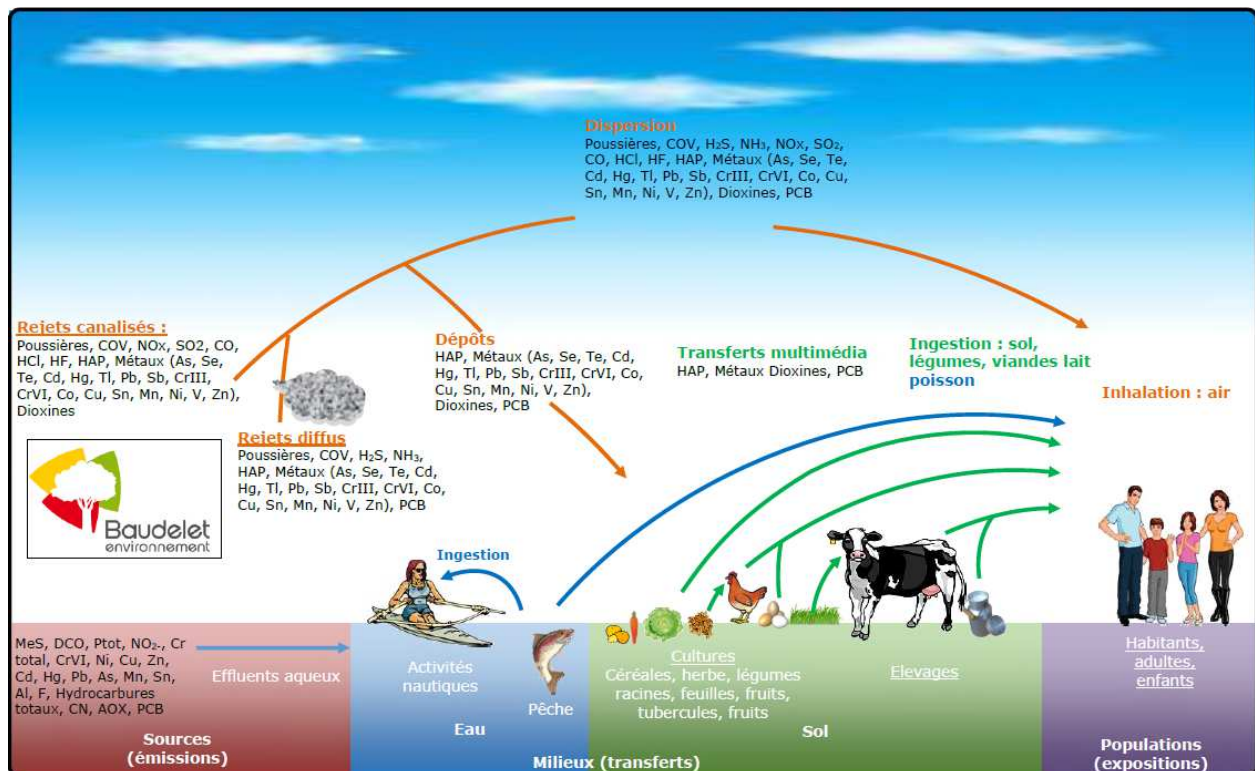 Dispersion
Poussières, COV, H₂S, NH₃, NOx, SO₂,
CO, HCl, HF, HAP, Métaux (As, Se, Te,
Cd, Hg, Tl, Pb, Sb, CrIII, CrVI, Co, Cu,
Sn, Mn, Ni, V, Zn), Dioxines, PCB
Rejets canalisés :
Poussières, COV, NOx, SO2, CO,
HCl, HF, HAP, Métaux (As, Se,
Te, Cd, Hg, Tl, Pb, Sb, CrIII,
CrVI, Co, Cu, Sn, Mn, Ni, V, Zn),
Dioxines
Rejets diffus
Poussières, COV, H₂S, NH₃,
HAP, Métaux (As, Se, Te, Cd,
Hg, Tl, Pb, Sb, CrIII, CrVI, Co,
Cu, Sn, Mn, Ni, V, Zn), PCB
Dépôts
HAP, Métaux (As, Se, Te, Cd,
Hg, Tl, Pb, Sb, CrIII, CrVI, Co,
Cu, Sn, Mn, Ni, V, Zn),
Dioxines, PCB
Transferts multimédia
HAP, Métaux Dioxines, PCB
Ingestion : sol,
légumes, viandes lait
poisson
Inhalation : air
Baudelet
environnement
Ingestion
MeS, DCO, Ptot, NO₂-, Cr
total, CrVI, Ni, Cu, Zn,
Cd, Hg, Pb, As, Mn, Sn,
Al, F, Hydrocarbures
totaux, CN, AOX, PCB
Effluents aqueux
Sources
(émissions)
Activités
nautiques
Pêche
Eau
Cultures
Céréales, herbe, légumes
racines, feuilles, fruits,
tubercules, fruits
Elevages
Sol
Milieux (transferts)
Habitants,
adultes,
enfants
Populations
(expositions)